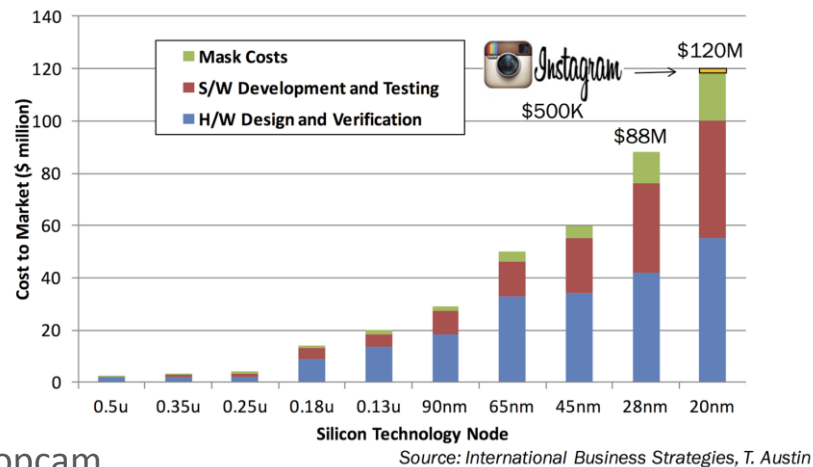 140
120
100
80
60
40
20
0
Cost to Market ($ million)
Mask Costs
S/W Development and Testing
H/W Design and Verification
Instagram
$500K
$120M
$88M
0.5u 0.35u 0.25u 0.18u 0.13u 90nm 65nm 45nm 28nm 20nm
Silicon Technology Node
Source: International Business Strategies, T. Austin